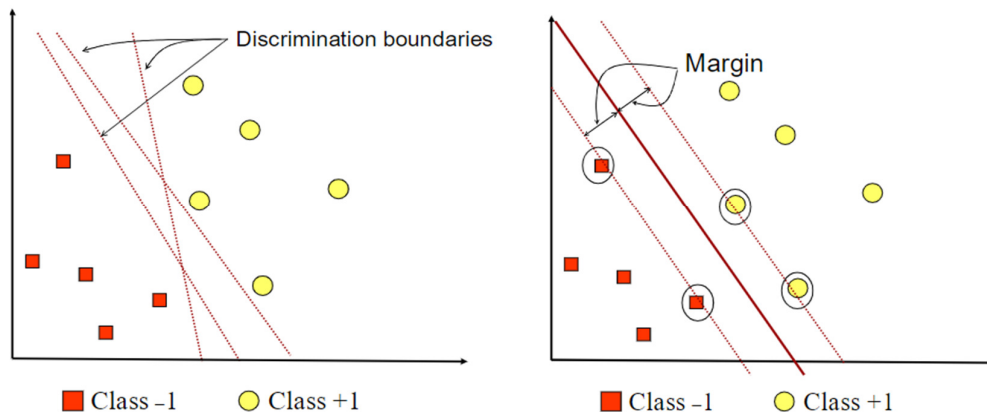 Discrimination boundaries
Class –1 Class +1
Margin
Class –1 Class +1